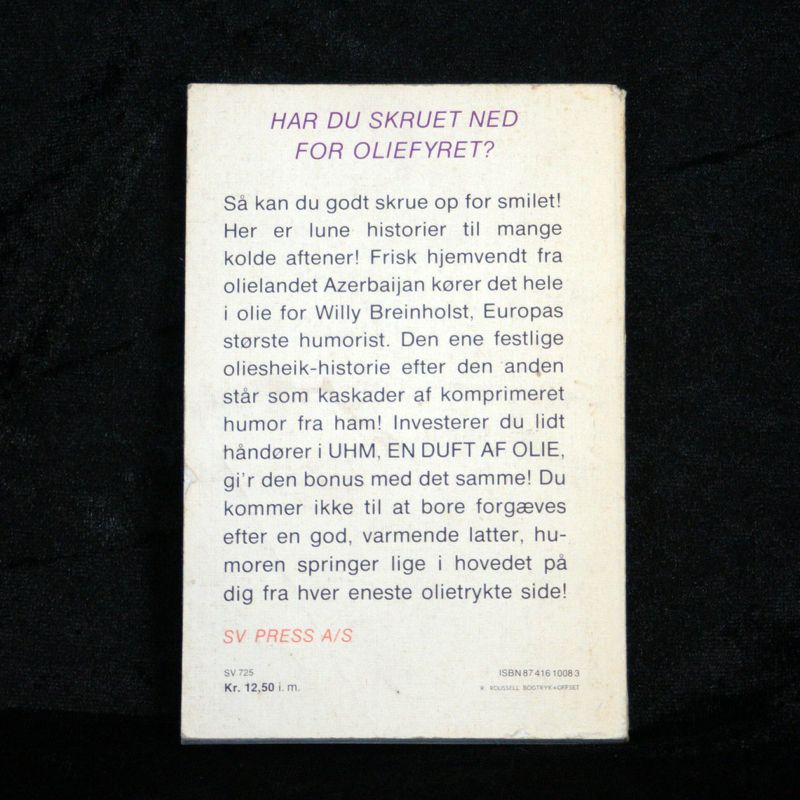 HAR DU SKRUET NED
FOR OLIEFYRET?
Så kan du godt skrue op for smilet!
Her er lune historier til mange
kolde aftener! Frisk hjemvendt fra
olielandet Azerbaijan kører det hele
i olie for Willy Breinholst, Europas
største humorist. Den ene festlige
oliesheik-historie efter den anden
står som kaskader af komprimeret
humor fra ham! Investerer du lidt
håndører i UHM, EN DUFT AF OLIE,
gi'r den bonus med det samme! Du
kommer ikke til at bore forgæves
efter en god, varmende latter, hu-
moren springer lige i hovedet på
dig fra hver eneste olietrykte side!
SV PRESS A/S
SV 725
Kr. 12,50 i. m.
ISBN 87 416 1008 3
R. ROUSSELL BOGTRYK+OFFSET